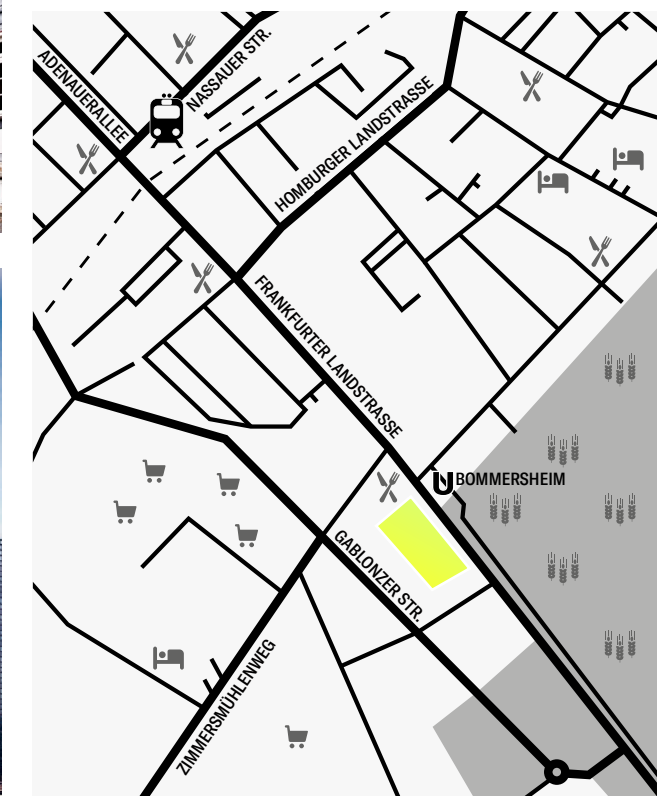 NASSAUER STR.
ADENAUERALLEE
HOMBURGER LANDSTRASSE
FRANKFURTER LANDSTRASSE
U BOMMERSHEIM
GABLONZER STR.
ZIMMERSMÜHLENWEG